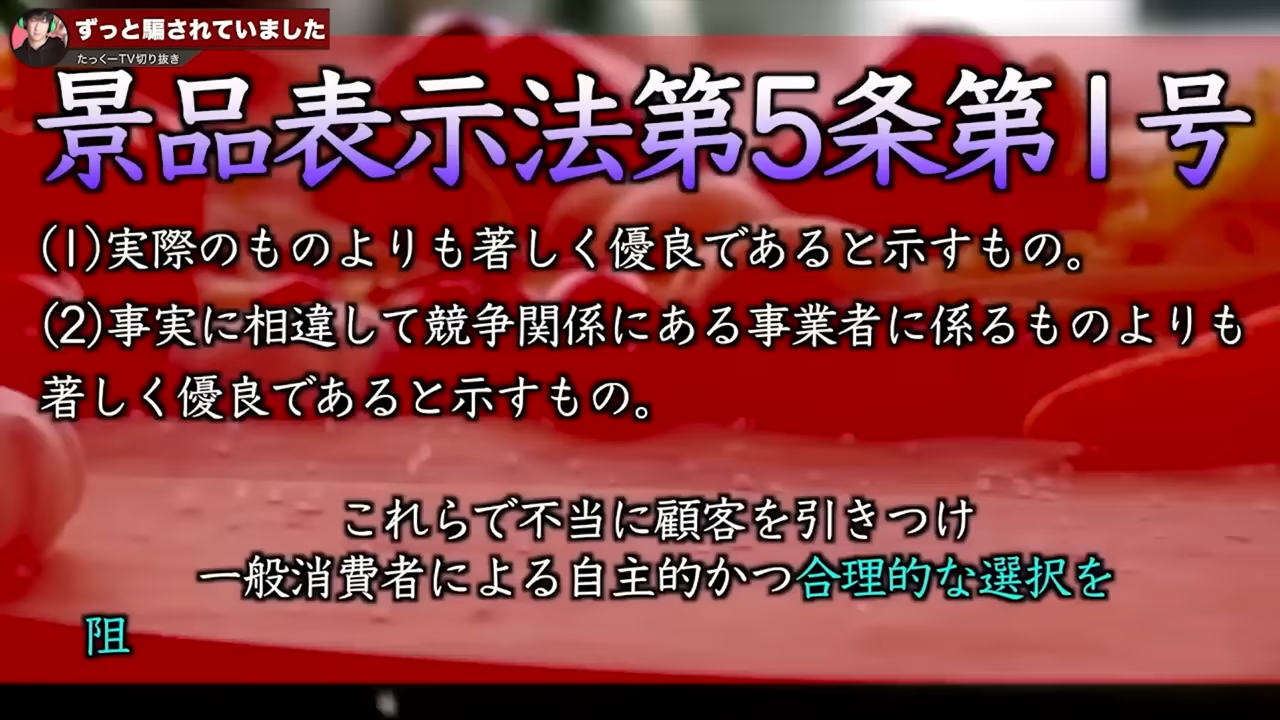 ずっと騙されていました
たっくーTV切り抜き
景品表示法第5条第1号
(1)実際のものよりも著しく優良であると示すもの。
(2)事実に相違して競争関係にある事業者に係るものよりも
著しく優良であると示すもの。
これらで不当に顧客を引きつけ
一般消費者による自主的かつ合理的な選択を
阻